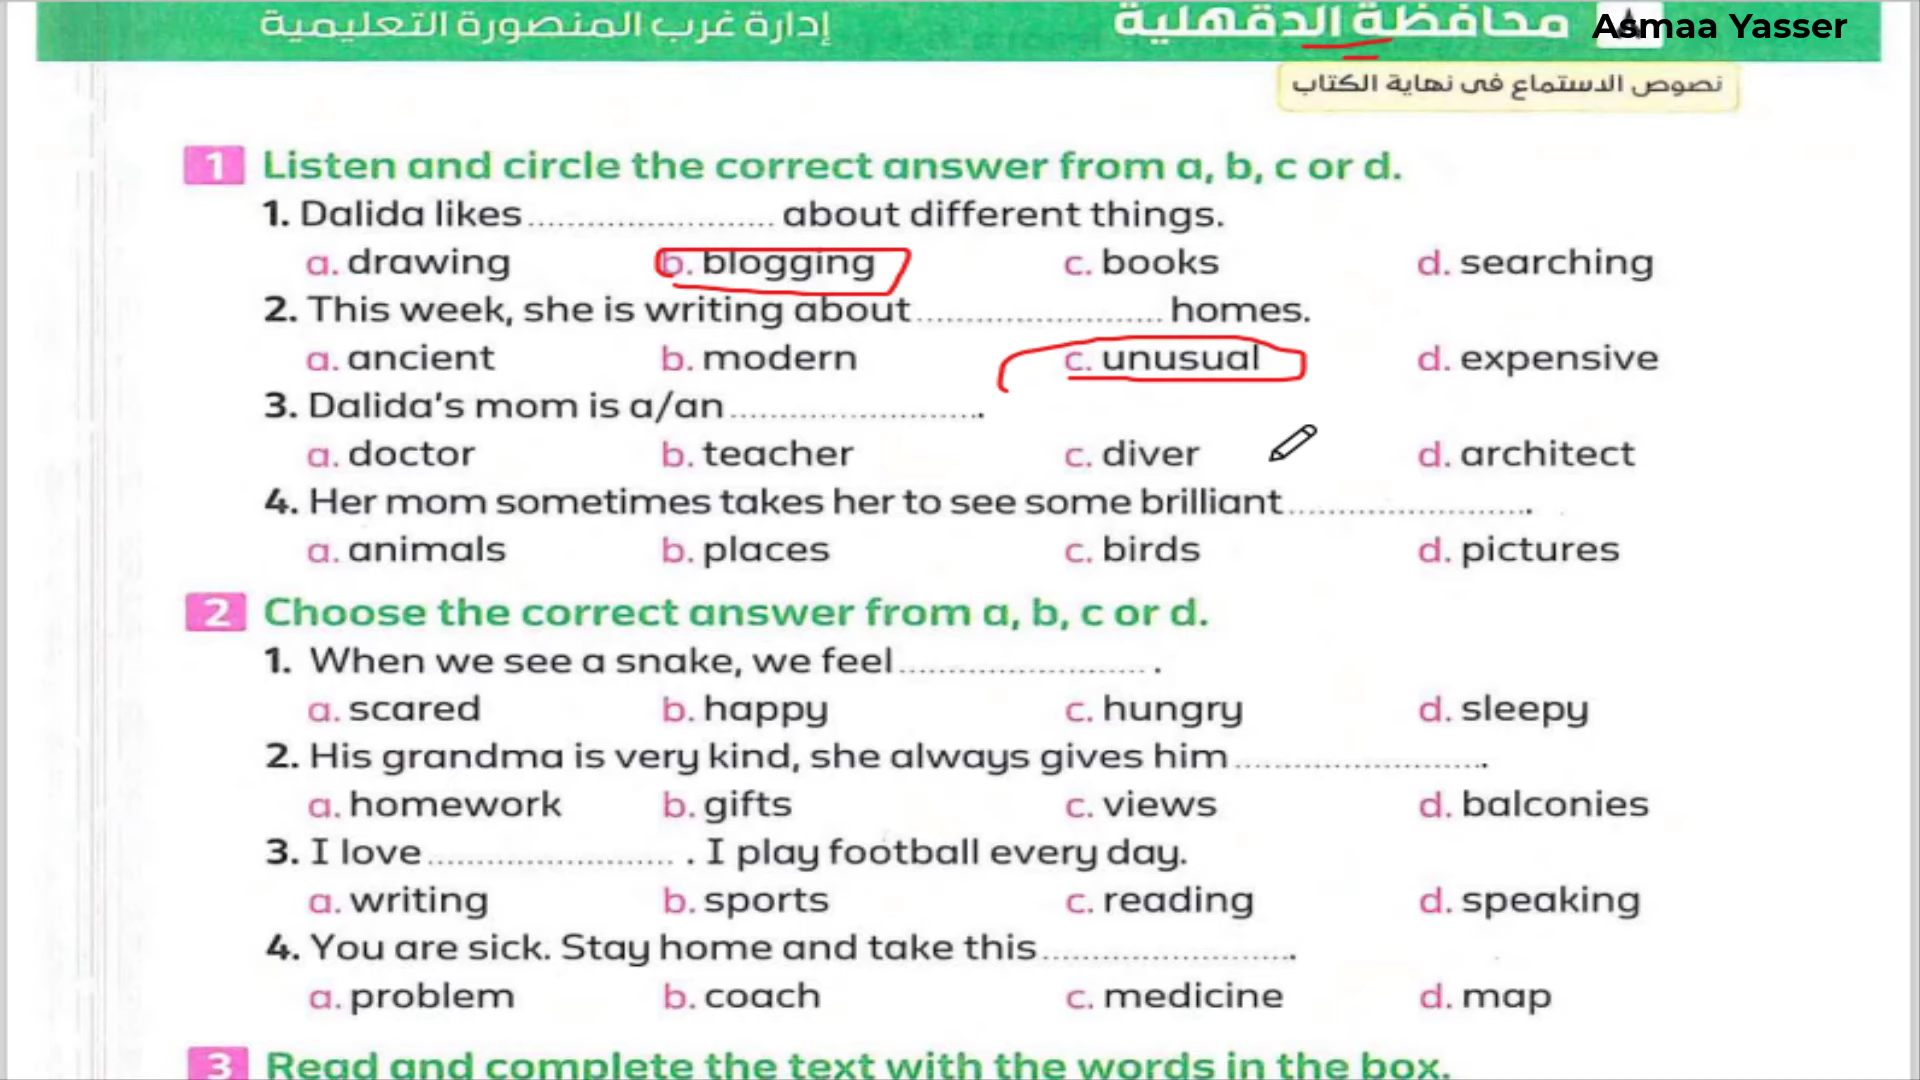 محافظة الدقهلية
إدارة غرب المنصورة التعليمية
Asmaa Yasser
نصوص الاستماع فى نهاية الكتاب
1 Listen and circle the correct answer from a, b, c or d.
1. Dalida likes ........................ about different things.
a. drawing b. blogging c. books d. searching
2. This week, she is writing about ........................ homes.
a. ancient b. modern c. unusual d. expensive
3. Dalida's mom is a/an ........................ .
a. doctor b. teacher c. diver d. architect
4. Her mom sometimes takes her to see some brilliant ........................ .
a. animals b. places c. birds d. pictures
2 Choose the correct answer from a, b, c or d.
1. When we see a snake, we feel ........................ .
a. scared b. happy c. hungry d. sleepy
2. His grandma is very kind, she always gives him ........................ .
a. homework b. gifts c. views d. balconies
3. I love ........................ . I play football every day.
a. writing b. sports c. reading d. speaking
4. You are sick. Stay home and take this ........................ .
a. problem b. coach c. medicine d. map
3 Read and complete the text with the words in the box.